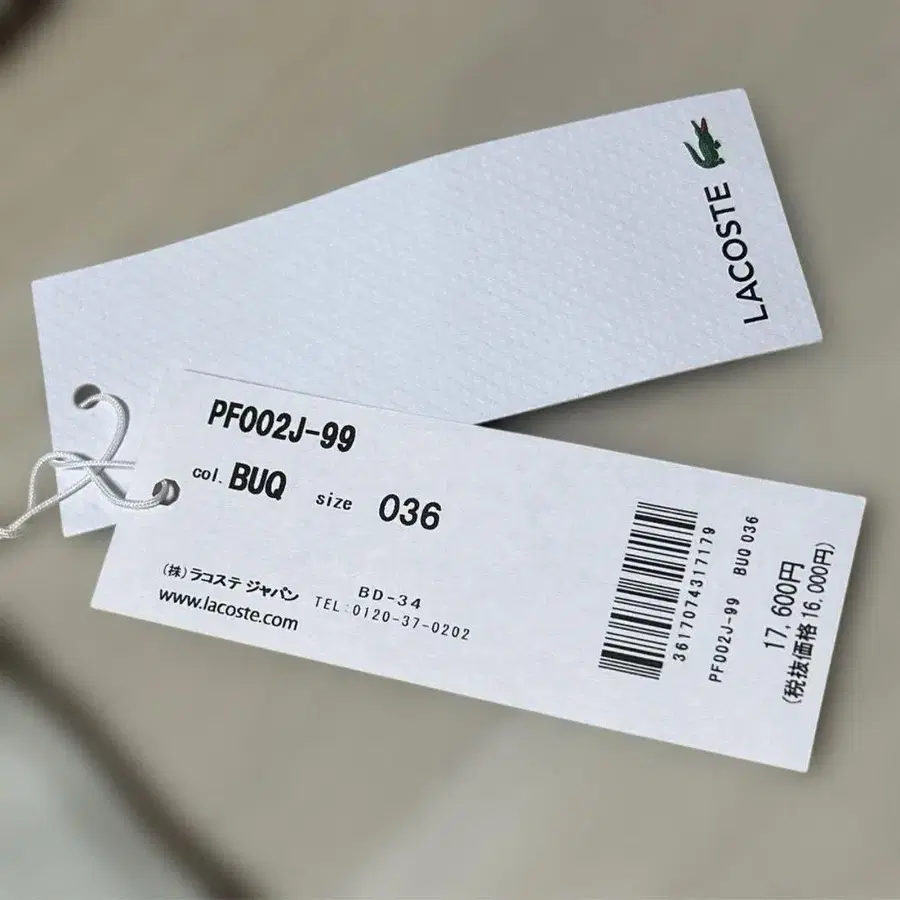 LACOSTE
PF002J-99
col. BUQ size 036
(株)ラコステ ジャパン BD-34
www.lacoste.com TEL:0120-37-0202
3617074317179
PF002J-99 BUQ 036
17,600円
(税抜価格 16,000円)